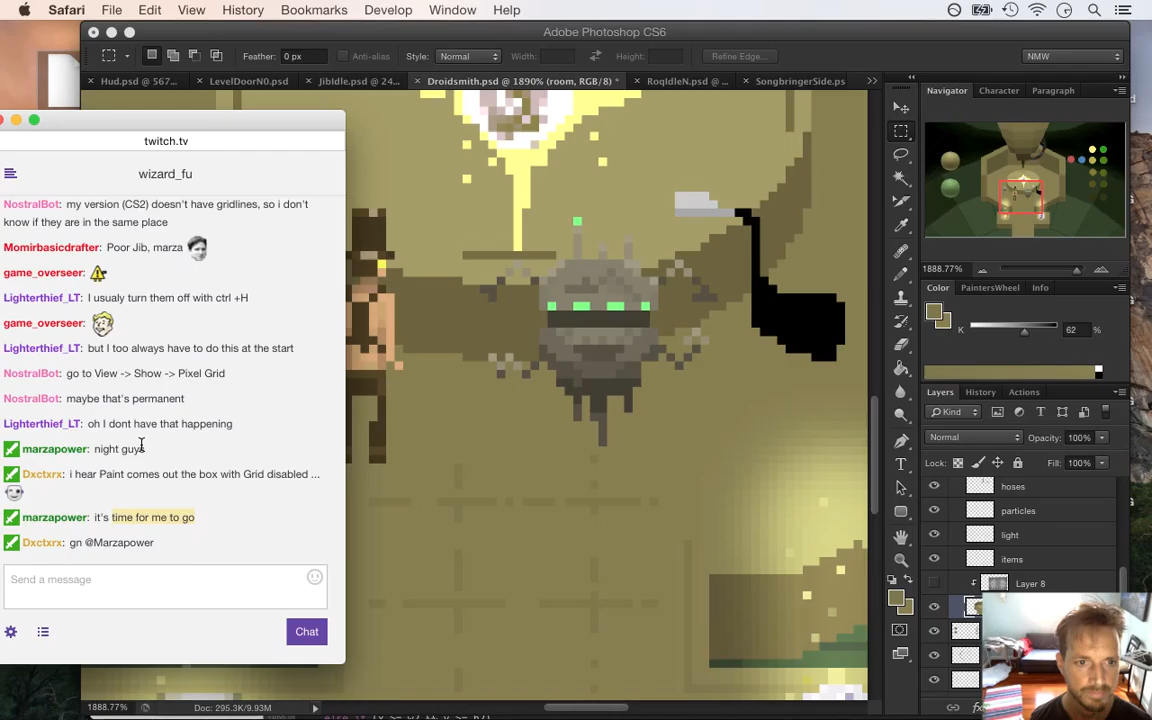 Safari File Edit View History Bookmarks Develop Window Help
Adobe Photoshop CS6
Feather: 0 px Anti-alias Style: Normal Width: Height: Refine Edge... NMW
Hud.psd @ 567... LevelDoorN0.psd JibIdle.psd @ 24... Droidsmith.psd @ 1890% (room, RGB/8) * RoqIdleN.psd @ ... SongbringerSide.ps
Navigator Character Paragraph
twitch.tv
wizard_fu
NostralBot: my version (CS2) doesn't have gridlines, so i don't
know if they are in the same place
Momirbasicdrafter: Poor Jib, marza
game_overseer:
Lighterthief_LT: I usualy turn them off with ctrl +H
game_overseer:
Lighterthief_LT: but I too always have to do this at the start
NostralBot: go to View -> Show -> Pixel Grid
NostralBot: maybe that's permanent
Lighterthief_LT: oh I dont have that happening
marzapower: night guys
Dxctxrx: i hear Paint comes out the box with Grid disabled ...
marzapower: it's time for me to go
Dxctxrx: gn @Marzapower
Send a message
Chat
1888.77%
Color PaintersWheel Info
K 62 %
Layers History Actions
Kind
Normal Opacity: 100%
Lock: Fill: 100%
hoses
particles
light
items
Layer 8
1888.77% Doc: 295.3K/9.93M